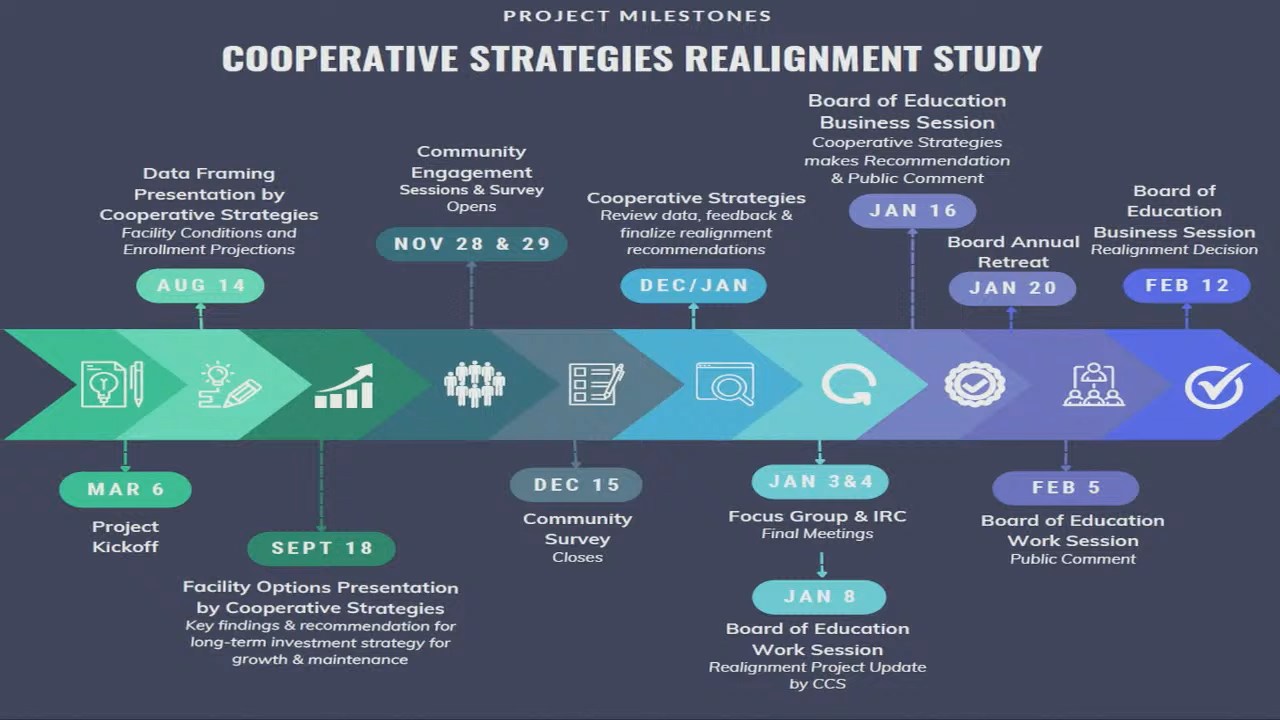 PROJECT MILESTONES
COOPERATIVE STRATEGIES REALIGNMENT STUDY
MAR 6
Project
Kickoff
Data Framing
Presentation by
Cooperative Strategies
Facility Conditions and
Enrollment Projections
AUG 14
SEPT 18
Facility Options Presentation
by Cooperative Strategies
Key findings & recommendation for
long-term investment strategy for
growth & maintenance
Community
Engagement
Sessions & Survey
Opens
NOV 28 & 29
DEC 15
Community
Survey
Closes
Cooperative Strategies
Review data, feedback &
finalize realignment
recommendations
DEC/JAN
JAN 3&4
Focus Group & IRC
Final Meetings
JAN 8
Board of Education
Work Session
Realignment Project Update
by CCS
Board of Education
Business Session
Cooperative Strategies
makes Recommendation
& Public Comment
JAN 16
Board Annual
Retreat
JAN 20
FEB 5
Board of Education
Work Session
Public Comment
Board of
Education
Business Session
Realignment Decision
FEB 12